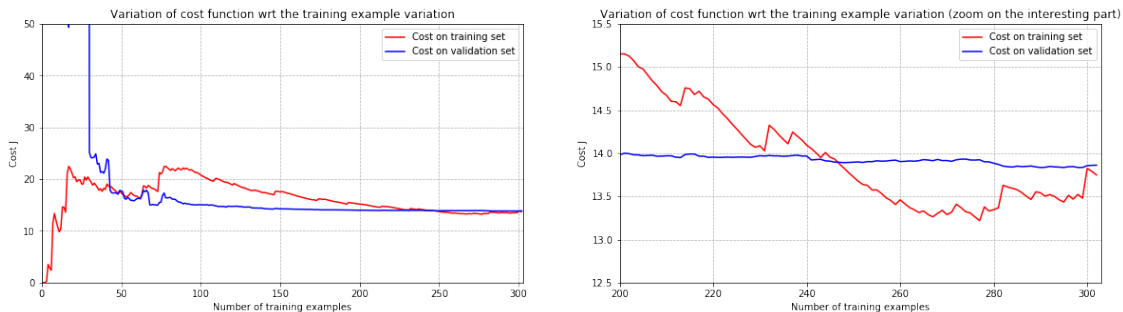 Variation of cost function wrt the training example variation
50
40
30
20
10
0
Cost J
Cost on training set
Cost on validation set
0 50 100 150 200 250 300
Number of training examples
Variation of cost function wrt the training example variation (zoom on the interesting part)
15.5
15.0
14.5
14.0
13.5
13.0
12.5
Cost J
Cost on training set
Cost on validation set
200 220 240 260 280 300
Number of training examples